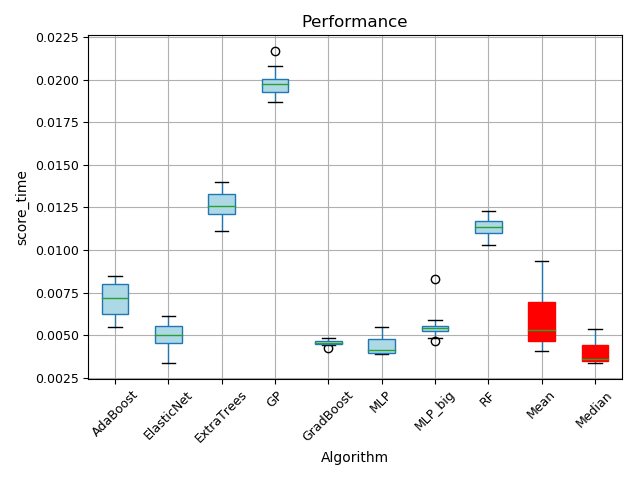 Performance
0.0225
0.0200
0.0175
0.0150
0.0125
0.0100
0.0075
0.0050
0.0025
score_time
AdaBoost
ElasticNet
ExtraTrees
GP
GradBoost
MLP
MLP_big
RF
Mean
Median
Algorithm